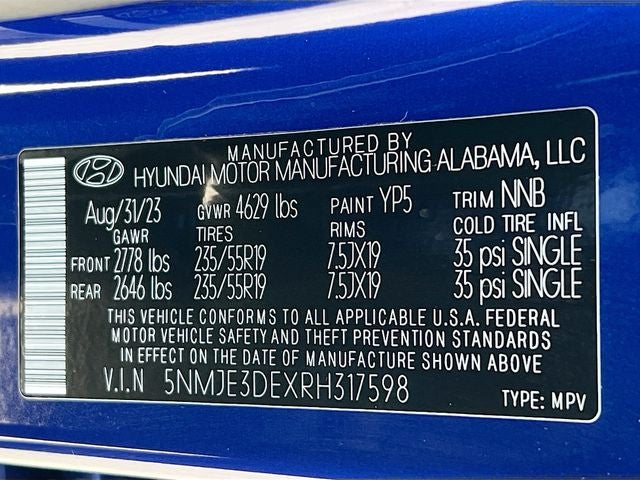 MANUFACTURED BY
HYUNDAI MOTOR MANUFACTURING ALABAMA, LLC
Aug/31/23 GVWR 4629 lbs PAINT YP5 TRIM NNB
GAWR TIRES RIMS COLD TIRE INFL
FRONT 2778 lbs 235/55R19 7.5JX19 35 psi SINGLE
REAR 2646 lbs 235/55R19 7.5JX19 35 psi SINGLE
THIS VEHICLE CONFORMS TO ALL APPLICABLE U.S.A. FEDERAL
MOTOR VEHICLE SAFETY AND THEFT PREVENTION STANDARDS
IN EFFECT ON THE DATE OF MANUFACTURE SHOWN ABOVE
V.I.N 5NMJE3DEXRH317598 TYPE: MPV